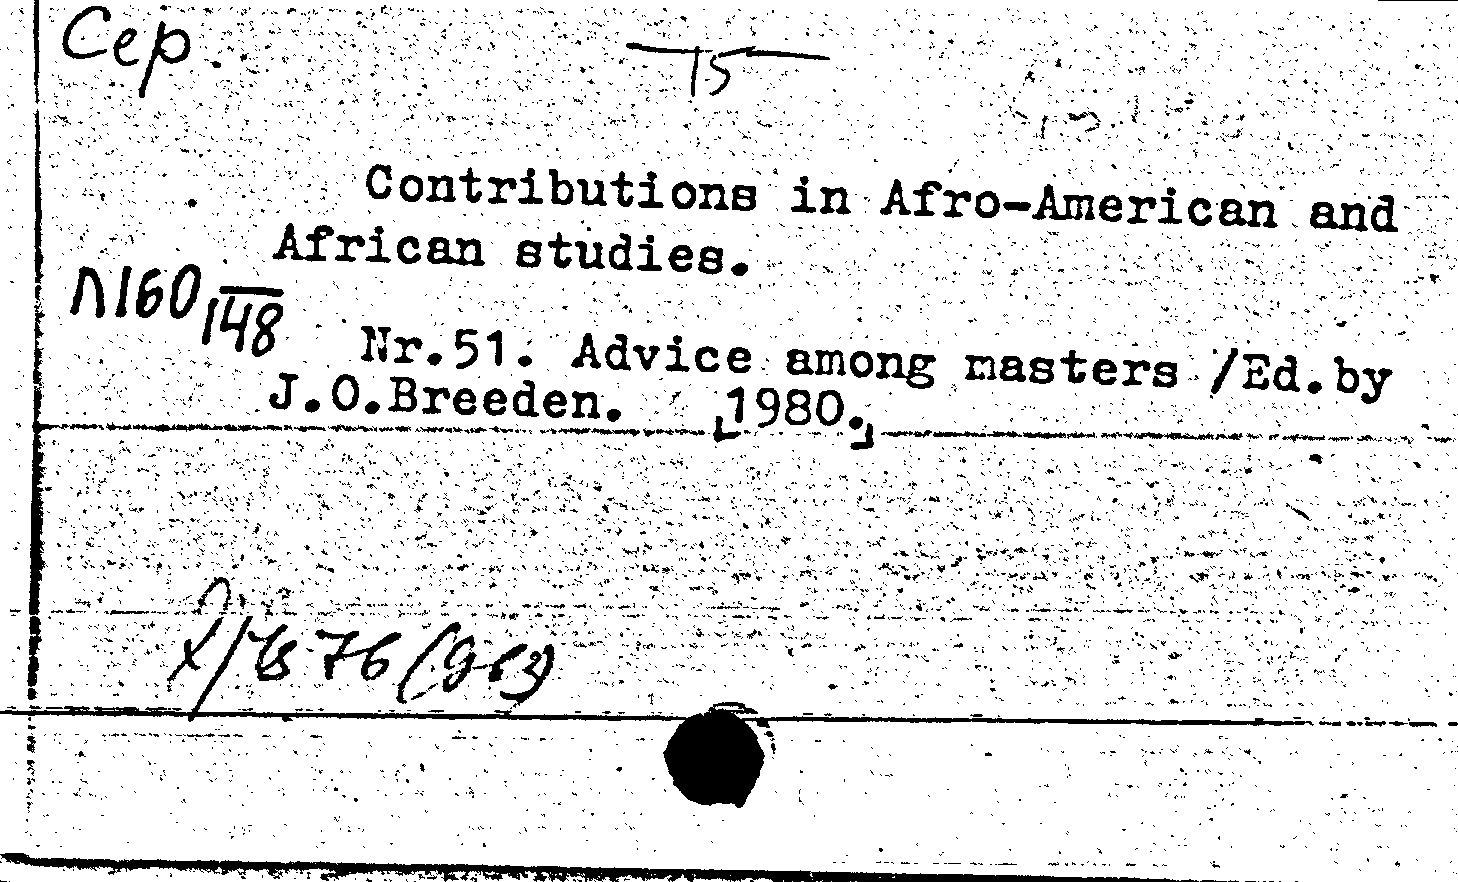 Сер.
15
Contributions in Afro-American and
African studies.
Л160
148
Nr.51. Advice among masters /Ed.by
J.O.Breeden. 1980.